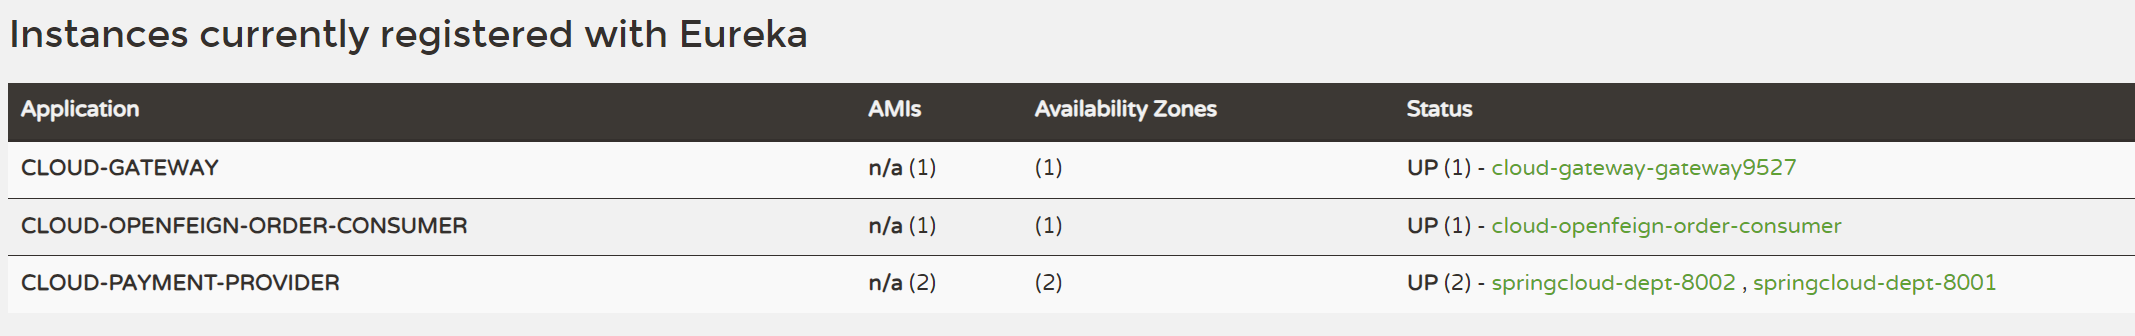 Instances currently registered with Eureka
Application AMIs Availability Zones Status
CLOUD-GATEWAY n/a (1) (1) UP (1) - cloud-gateway-gateway9527
CLOUD-OPENFEIGN-ORDER-CONSUMER n/a (1) (1) UP (1) - cloud-openfeign-order-consumer
CLOUD-PAYMENT-PROVIDER n/a (2) (2) UP (2) - springcloud-dept-8002 , springcloud-dept-8001